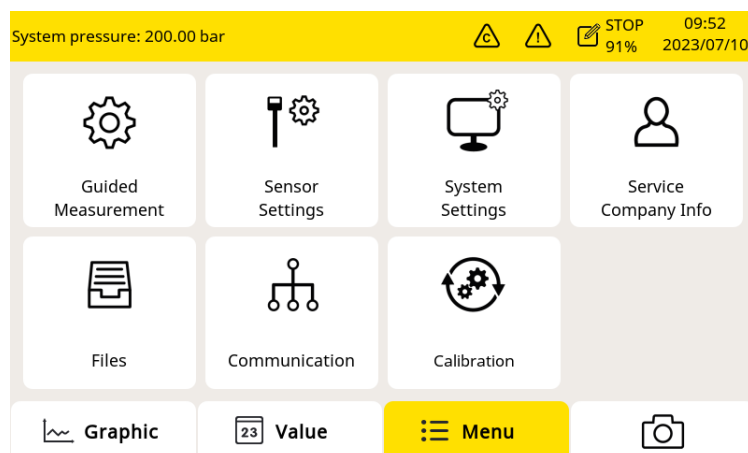 System pressure: 200.00 bar
C
!
STOP
91%
09:52
2023/07/10
Guided
Measurement
Sensor
Settings
System
Settings
Service
Company Info
Files
Communication
Calibration
Graphic
23 Value
Menu